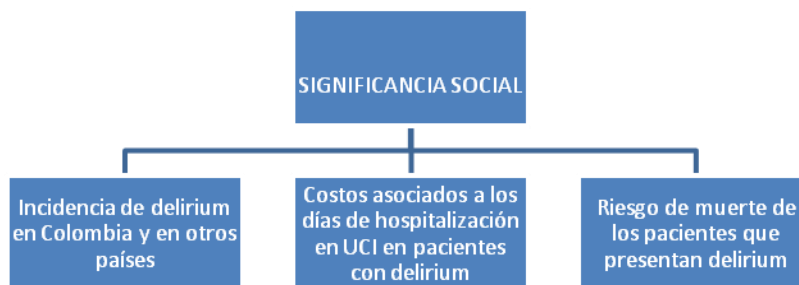 SIGNIFICANCIA SOCIAL
Incidencia de delirium
en Colombia y en otros
países
Costos asociados a los
días de hospitalización
en UCI en pacientes
con delirium
Riesgo de muerte de
los pacientes que
presentan delirium